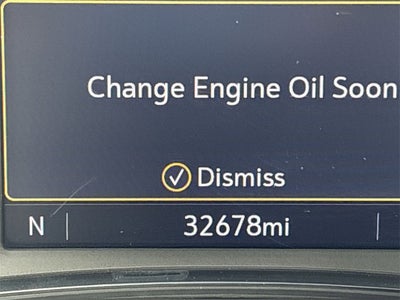 Change Engine Oil Soon
Dismiss
N 32678mi